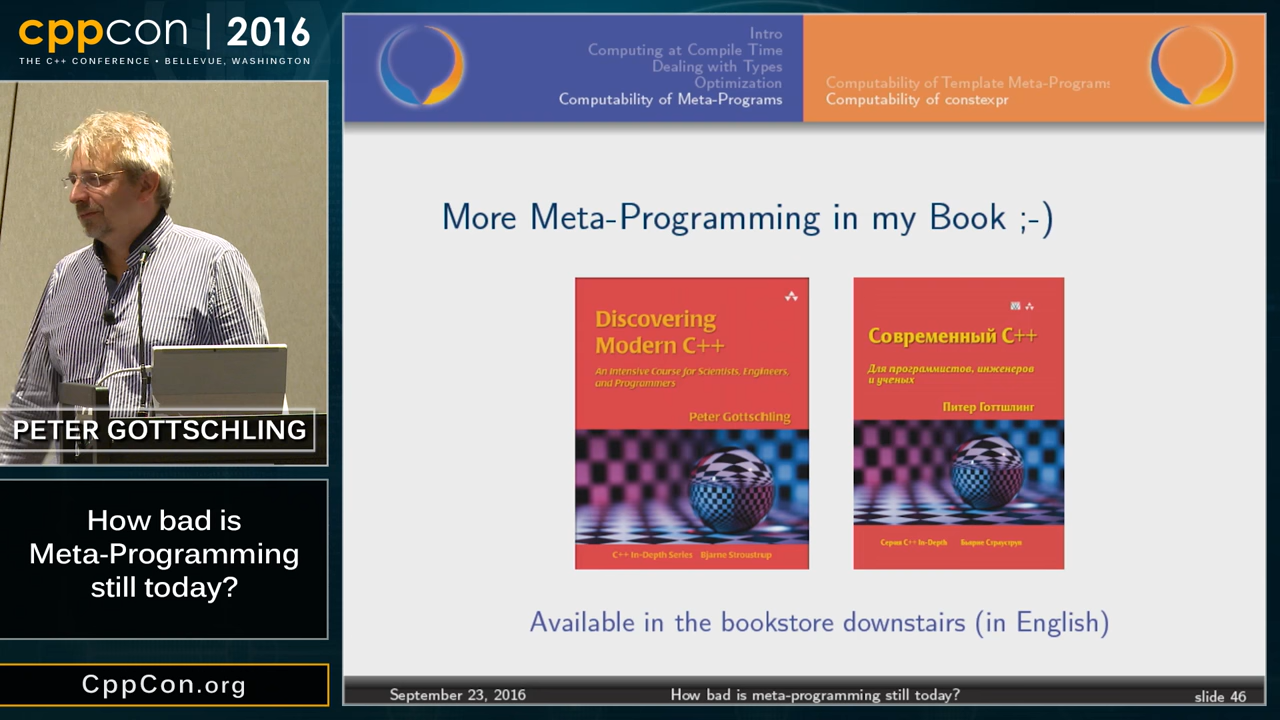 cppcon | 2016
THE C++ CONFERENCE • BELLEVUE, WASHINGTON
PETER GOTTSCHLING
How bad is
Meta-Programming
still today?
CppCon.org
Intro
Computing at Compile Time
Dealing with Types
Optimization
Computability of Meta-Programs
Computability of Template Meta-Programs
Computability of constexpr
More Meta-Programming in my Book ;-)
Discovering
Modern C++
An Intensive Course for Scientists, Engineers,
and Programmers
Peter Gottschling
C++ In-Depth Series Bjarne Stroustrup
Современный C++
Для программистов, инженеров
и ученых
Питер Готтшлинг
Серия C++ In-Depth Бьярне Страуструп
Available in the bookstore downstairs (in English)
September 23, 2016
How bad is meta-programming still today?
slide 46